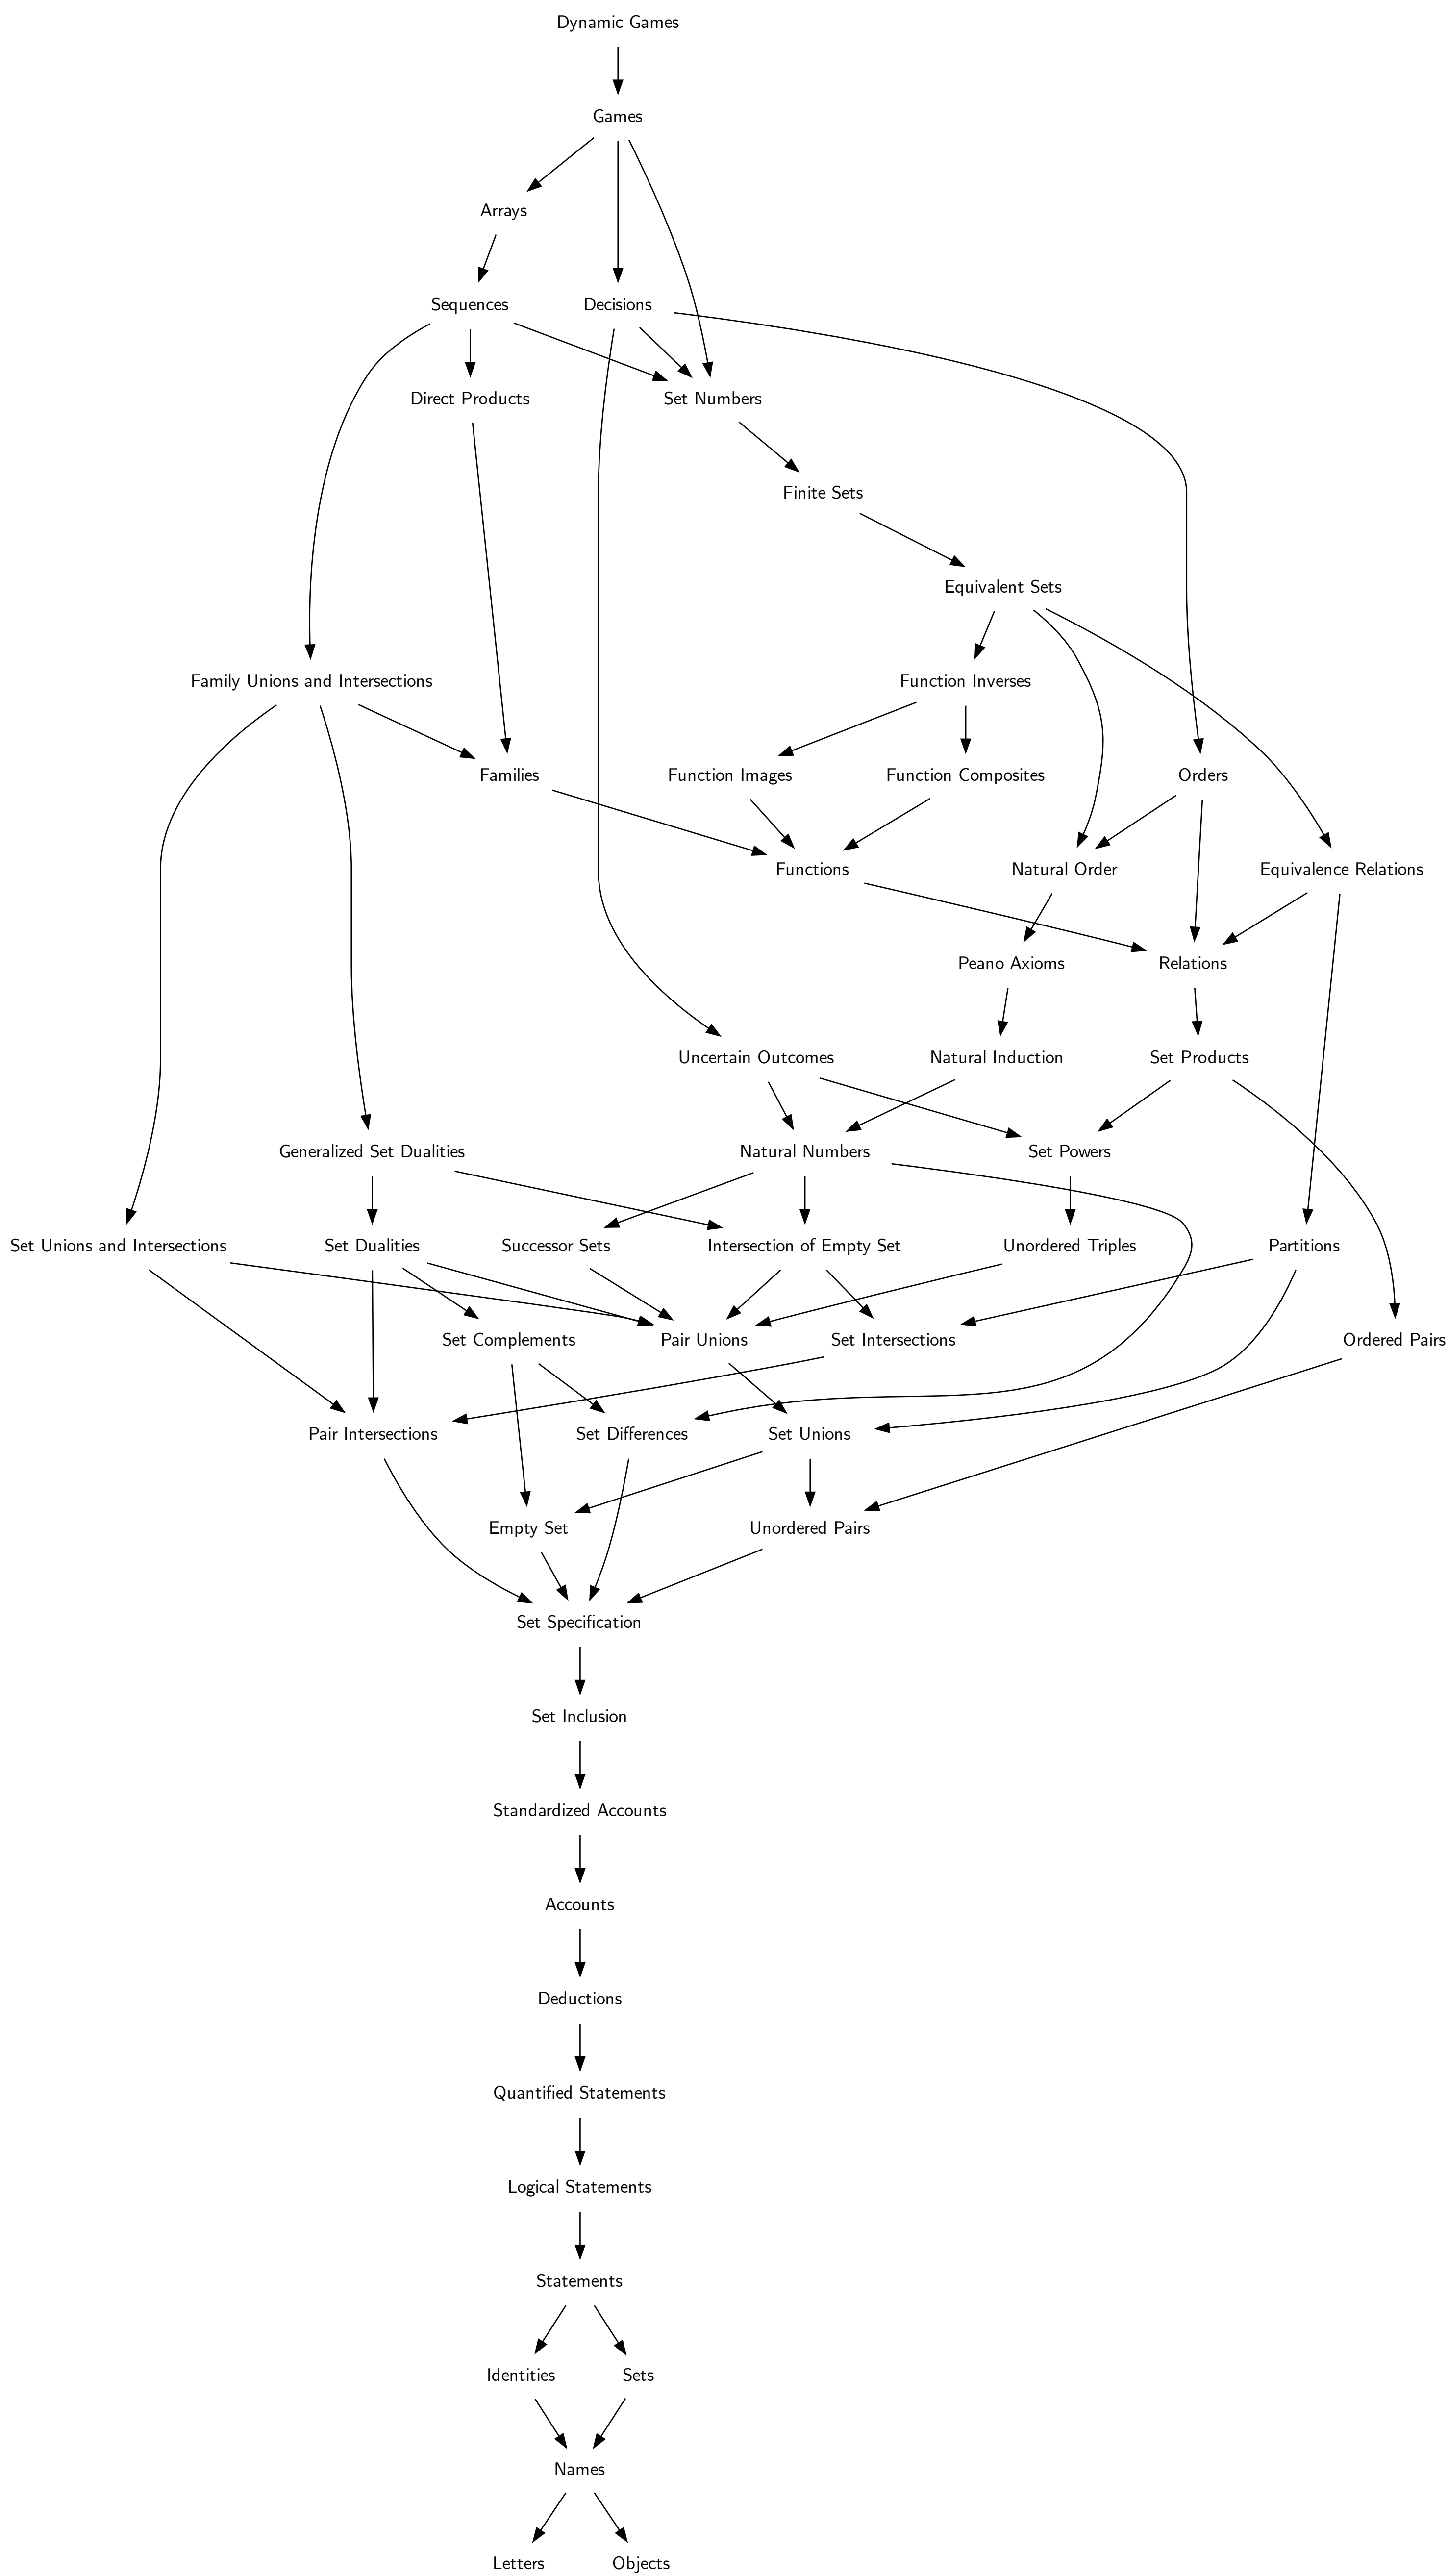 Dynamic Games
Games
Arrays
Sequences
Decisions
Direct Products
Set Numbers
Finite Sets
Equivalent Sets
Family Unions and Intersections
Function Inverses
Families
Function Images
Function Composites
Orders
Functions
Natural Order
Equivalence Relations
Peano Axioms
Relations
Uncertain Outcomes
Natural Induction
Set Products
Generalized Set Dualities
Natural Numbers
Set Powers
Set Unions and Intersections
Set Dualities
Successor Sets
Intersection of Empty Set
Unordered Triples
Partitions
Set Complements
Pair Unions
Set Intersections
Ordered Pairs
Pair Intersections
Set Differences
Set Unions
Empty Set
Unordered Pairs
Set Specification
Set Inclusion
Standardized Accounts
Accounts
Deductions
Quantified Statements
Logical Statements
Statements
Identities
Sets
Names
Letters
Objects